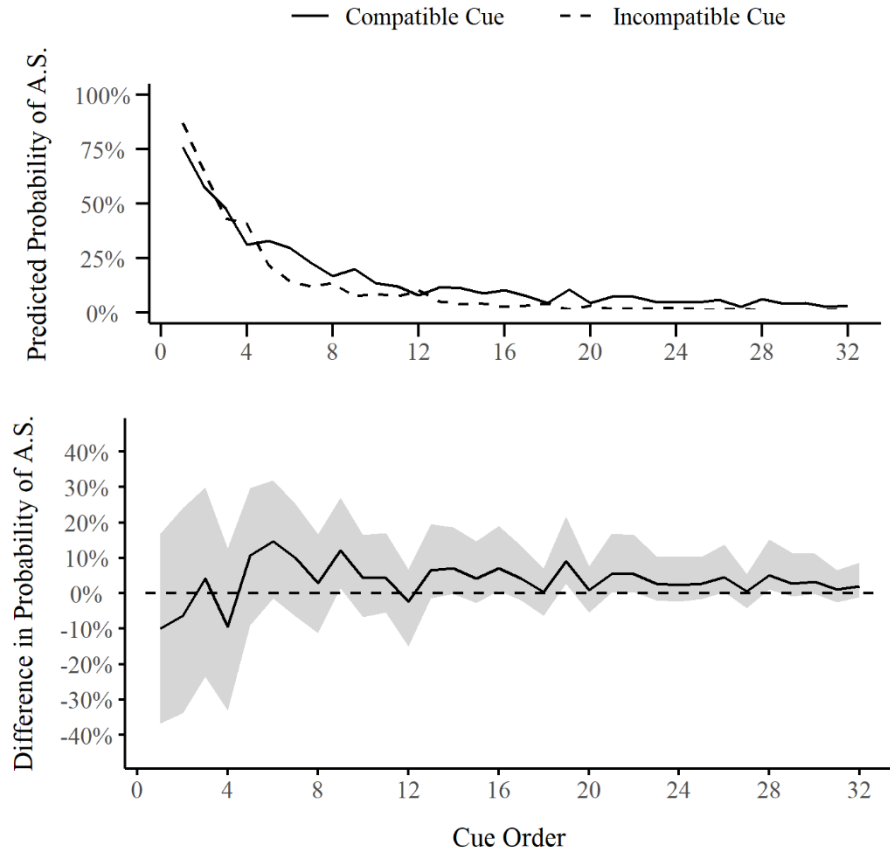 Compatible Cue
Incompatible Cue
Predicted Probability of A.S.
100%
75%
50%
25%
0%
0 4 8 12 16 20 24 28 32
Difference in Probability of A.S.
40%
30%
20%
10%
0%
-10%
-20%
-30%
-40%
0 4 8 12 16 20 24 28 32
Cue Order